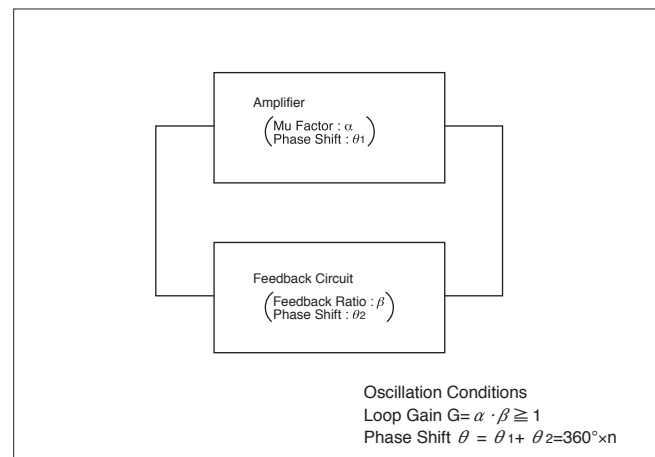 Amplifier
Mu Factor : α
Phase Shift : θ1
Feedback Circuit
Feedback Ratio : β
Phase Shift : θ2
Oscillation Conditions
Loop Gain G= α · β ≧ 1
Phase Shift θ = θ1+ θ2=360°×n